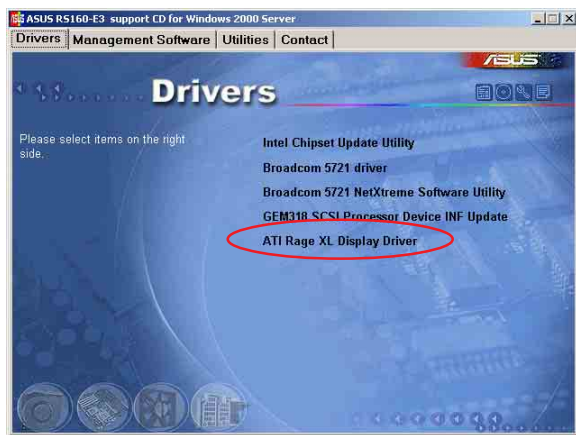 ASUS RS160-E3 support CD for Windows 2000 Server
Drivers Management Software Utilities Contact
ASUS
Drivers
Please select items on the right
side.
Intel Chipset Update Utility
Broadcom 5721 driver
Broadcom 5721 NetXtreme Software Utility
GEM318 SCSI Processor Device INF Update
ATI Rage XL Display Driver